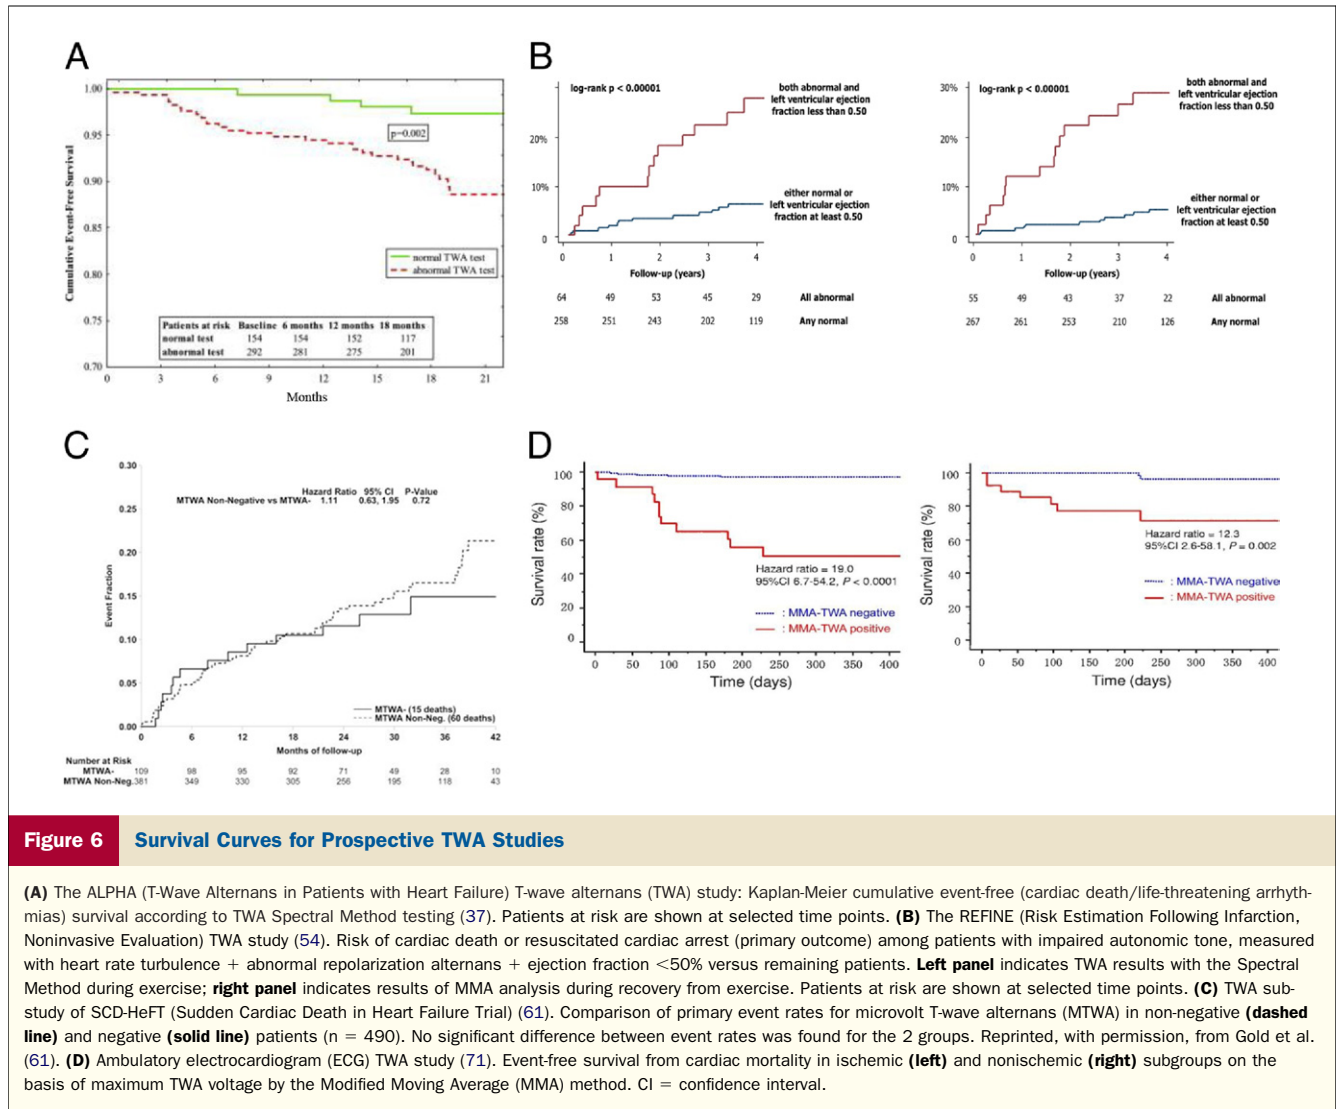 A
1.00
0.95
0.90
0.85
0.80
0.75
0.70
Cumulative Event-Free Survival
p=0.002
normal TWA test
abnormal TWA test
Patients at risk Baseline 6 months 12 months 18 months
normal test 154 154 152 117
abnormal test 292 281 275 201
0 3 6 9 12 15 18 21
Months
B
log-rank p < 0.00001
30%
20%
10%
0
both abnormal and
left ventricular ejection
fraction less than 0.50
either normal or
left ventricular ejection
fraction at least 0.50
0 1 2 3 4
Follow-up (years)
64 49 53 45 29 All abnormal
258 251 243 202 119 Any normal
log-rank p < 0.00001
30%
20%
10%
0
both abnormal and
left ventricular ejection
fraction less than 0.50
either normal or
left ventricular ejection
fraction at least 0.50
0 1 2 3 4
Follow-up (years)
55 49 43 37 22 All abnormal
267 261 253 210 126 Any normal
C
0.30
0.25
0.20
0.15
0.10
0.05
0.00
Event Fraction
Hazard Ratio 95% CI P-Value
MTWA Non-Negative vs MTWA- 1.11 0.63, 1.95 0.72
MTWA- (15 deaths)
MTWA Non-Neg. (60 deaths)
0 6 12 18 24 30 36 42
Months of follow-up
Number at Risk
MTWA- 109 98 95 92 71 49 28 10
MTWA Non-Neg. 381 349 330 305 256 195 118 43
D
100
80
60
40
20
0
Survival rate (%)
Hazard ratio = 19.0
95%CI 6.7-54.2, P < 0.0001
: MMA-TWA negative
: MMA-TWA positive
0 50 100 150 200 250 300 350 400
Time (days)
100
80
60
40
20
0
Survival rate (%)
Hazard ratio = 12.3
95%CI 2.6-58.1, P = 0.002
: MMA-TWA negative
: MMA-TWA positive
0 50 100 150 200 250 300 350 400
Time (days)
Figure 6 Survival Curves for Prospective TWA Studies
(A) The ALPHA (T-Wave Alternans in Patients with Heart Failure) T-wave alternans (TWA) study: Kaplan-Meier cumulative event-free (cardiac death/life-threatening arrhyth-
mias) survival according to TWA Spectral Method testing (37). Patients at risk are shown at selected time points. (B) The REFINE (Risk Estimation Following Infarction,
Noninvasive Evaluation) TWA study (54). Risk of cardiac death or resuscitated cardiac arrest (primary outcome) among patients with impaired autonomic tone, measured
with heart rate turbulence + abnormal repolarization alternans + ejection fraction <50% versus remaining patients. Left panel indicates TWA results with the Spectral
Method during exercise; right panel indicates results of MMA analysis during recovery from exercise. Patients at risk are shown at selected time points. (C) TWA sub-
study of SCD-HeFT (Sudden Cardiac Death in Heart Failure Trial) (61). Comparison of primary event rates for microvolt T-wave alternans (MTWA) in non-negative (dashed
line) and negative (solid line) patients (n = 490). No significant difference between event rates was found for the 2 groups. Reprinted, with permission, from Gold et al.
(61). (D) Ambulatory electrocardiogram (ECG) TWA study (71). Event-free survival from cardiac mortality in ischemic (left) and nonischemic (right) subgroups on the
basis of maximum TWA voltage by the Modified Moving Average (MMA) method. CI = confidence interval.